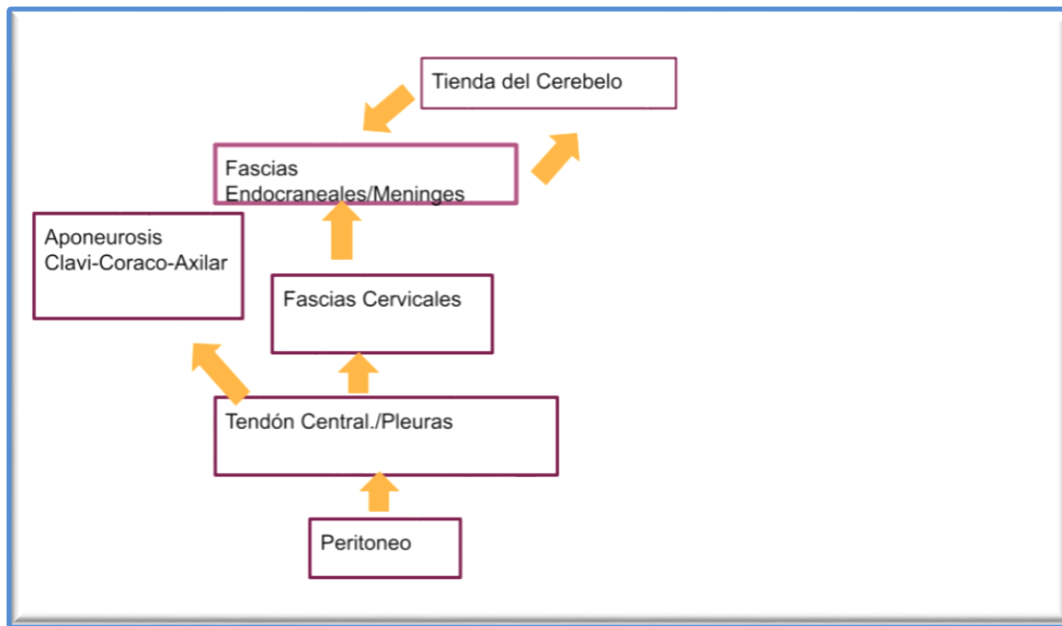 Tienda del Cerebelo
Fascias
Endocraneales/Meninges
Aponeurosis
Clavi-Coraco-Axilar
Fascias Cervicales
Tendón Central./Pleuras
Peritoneo